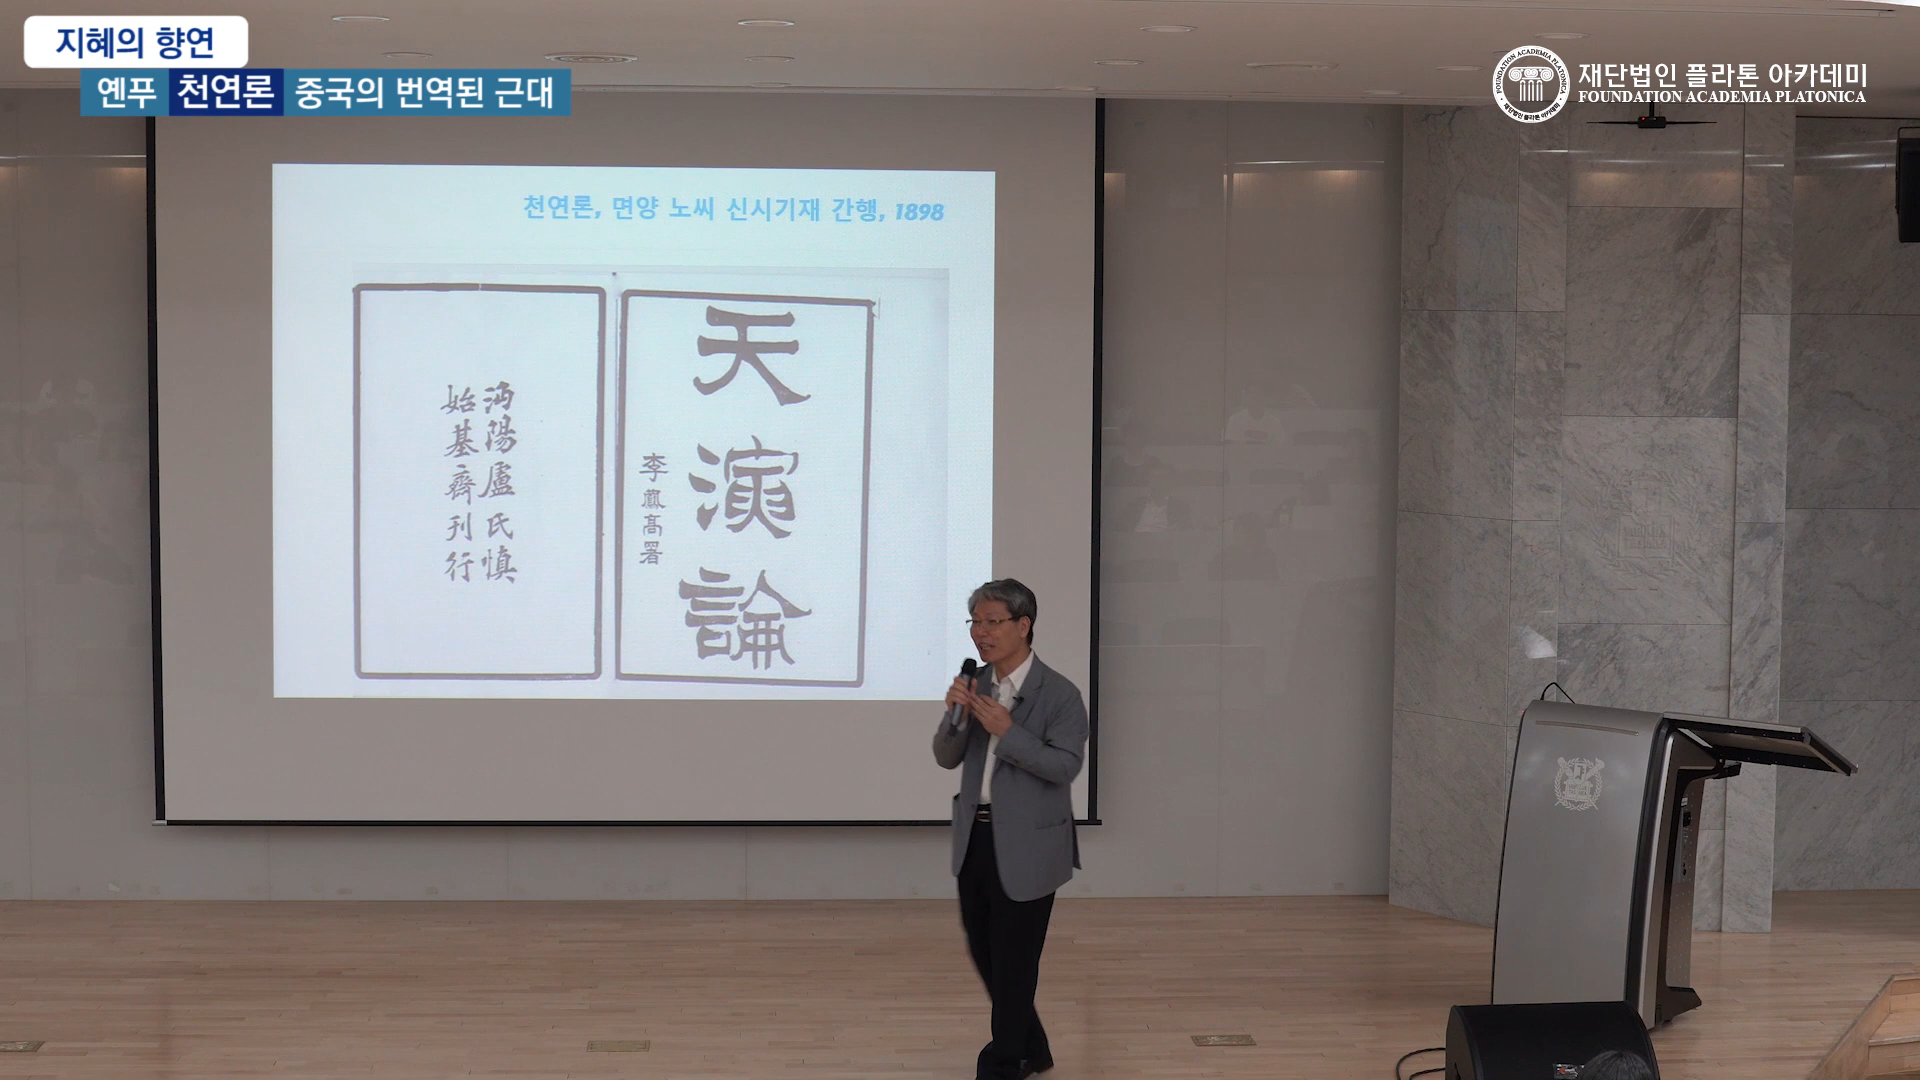 지혜의 향연
옌푸 천연론 중국의 번역된 근대
재단법인 플라톤 아카데미
FOUNDATION ACADEMIA PLATONICA
천연론, 면양 노씨 신시기재 간행, 1898
天演論
李鳳高署
沔陽盧氏慎
始基齋刊行